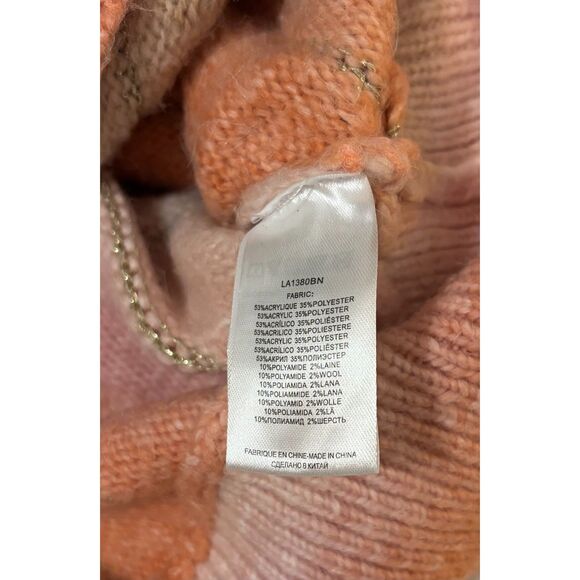 LA1380BN
FABRIC:
53%ACRYLIQUE 35%POLYESTER
53%ACRYLIC 35%POLYESTER
53%ACRÍLICO 35%POLIÉSTER
53%ACRILICO 35%POLIESTERE
53%ACRYLIC 35%POLYESTER
53%ACRÍLICO 35%POLIÉSTER
53%АКРИЛ 35%ПОЛИЭСТЕР
10%POLYAMIDE 2%LAINE
10%POLYAMIDE 2%WOOL
10%POLIAMIDA 2%LANA
10%POLIAMMIDE 2%LANA
10%POLYAMID 2%WOLLE
10%POLIAMIDA 2%LÃ
10%ПОЛИАМИД 2%ШЕРСТЬ
FABRIQUE EN CHINE-MADE IN CHINA
СДЕЛАНО В КИТАЙ